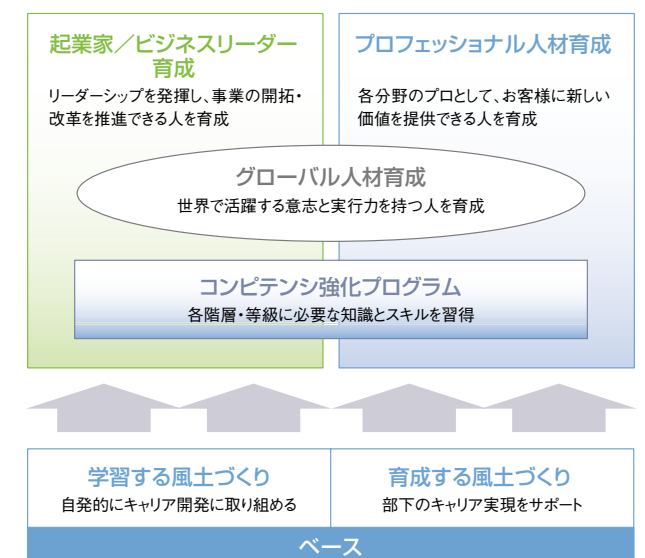 起業家／ビジネスリーダー
育成
リーダーシップを発揮し、事業の開拓・
改革を推進できる人を育成
プロフェッショナル人材育成
各分野のプロとして、お客様に新しい
価値を提供できる人を育成
グローバル人材育成
世界で活躍する意志と実行力を持つ人を育成
コンピテンシ強化プログラム
各階層・等級に必要な知識とスキルを習得
学習する風土づくり
自発的にキャリア開発に取り組める
育成する風土づくり
部下のキャリア実現をサポート
ベース